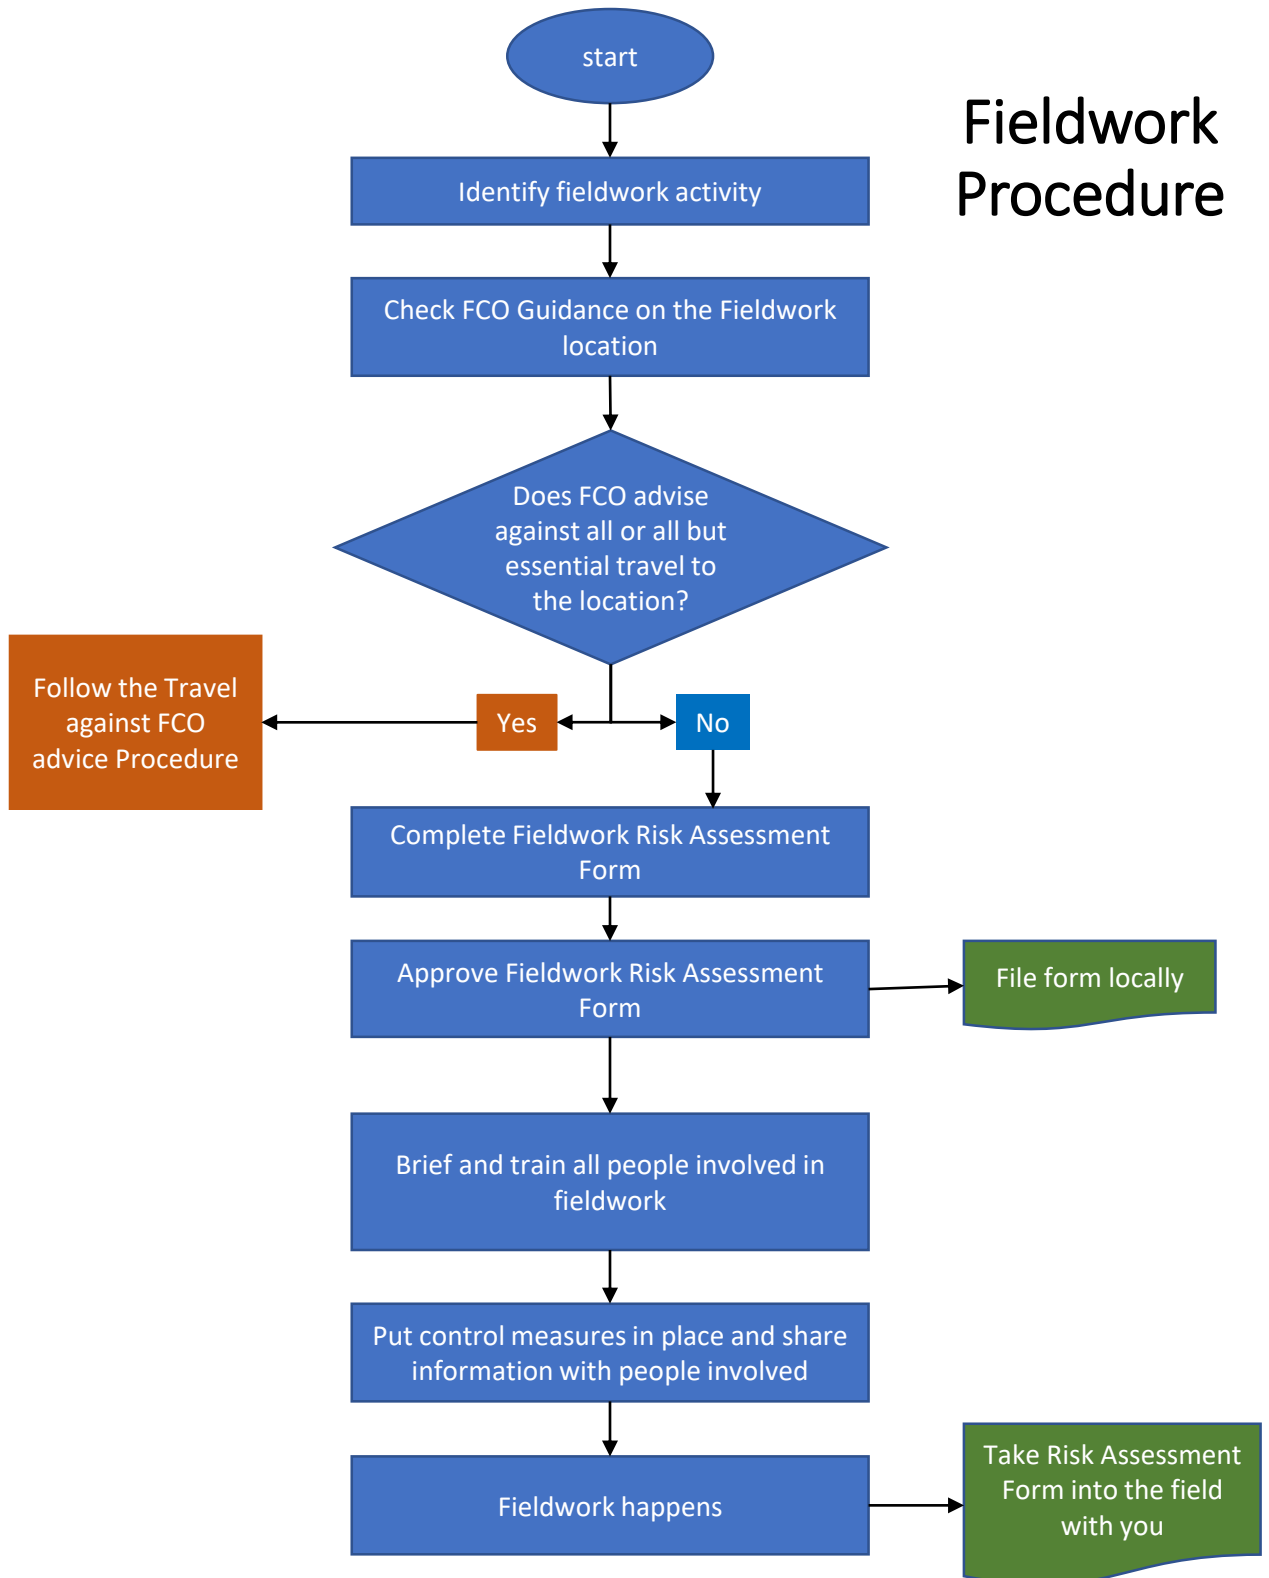 start
Fieldwork
Procedure
Identify fieldwork activity
Check FCO Guidance on the Fieldwork
location
Does FCO advise
against all or all but
essential travel to
the location?
Follow the Travel
against FCO
advice Procedure
Yes
No
Complete Fieldwork Risk Assessment
Form
Approve Fieldwork Risk Assessment
Form
File form locally
Brief and train all people involved in
fieldwork
Put control measures in place and share
information with people involved
Fieldwork happens
Take Risk Assessment
Form into the field
with you